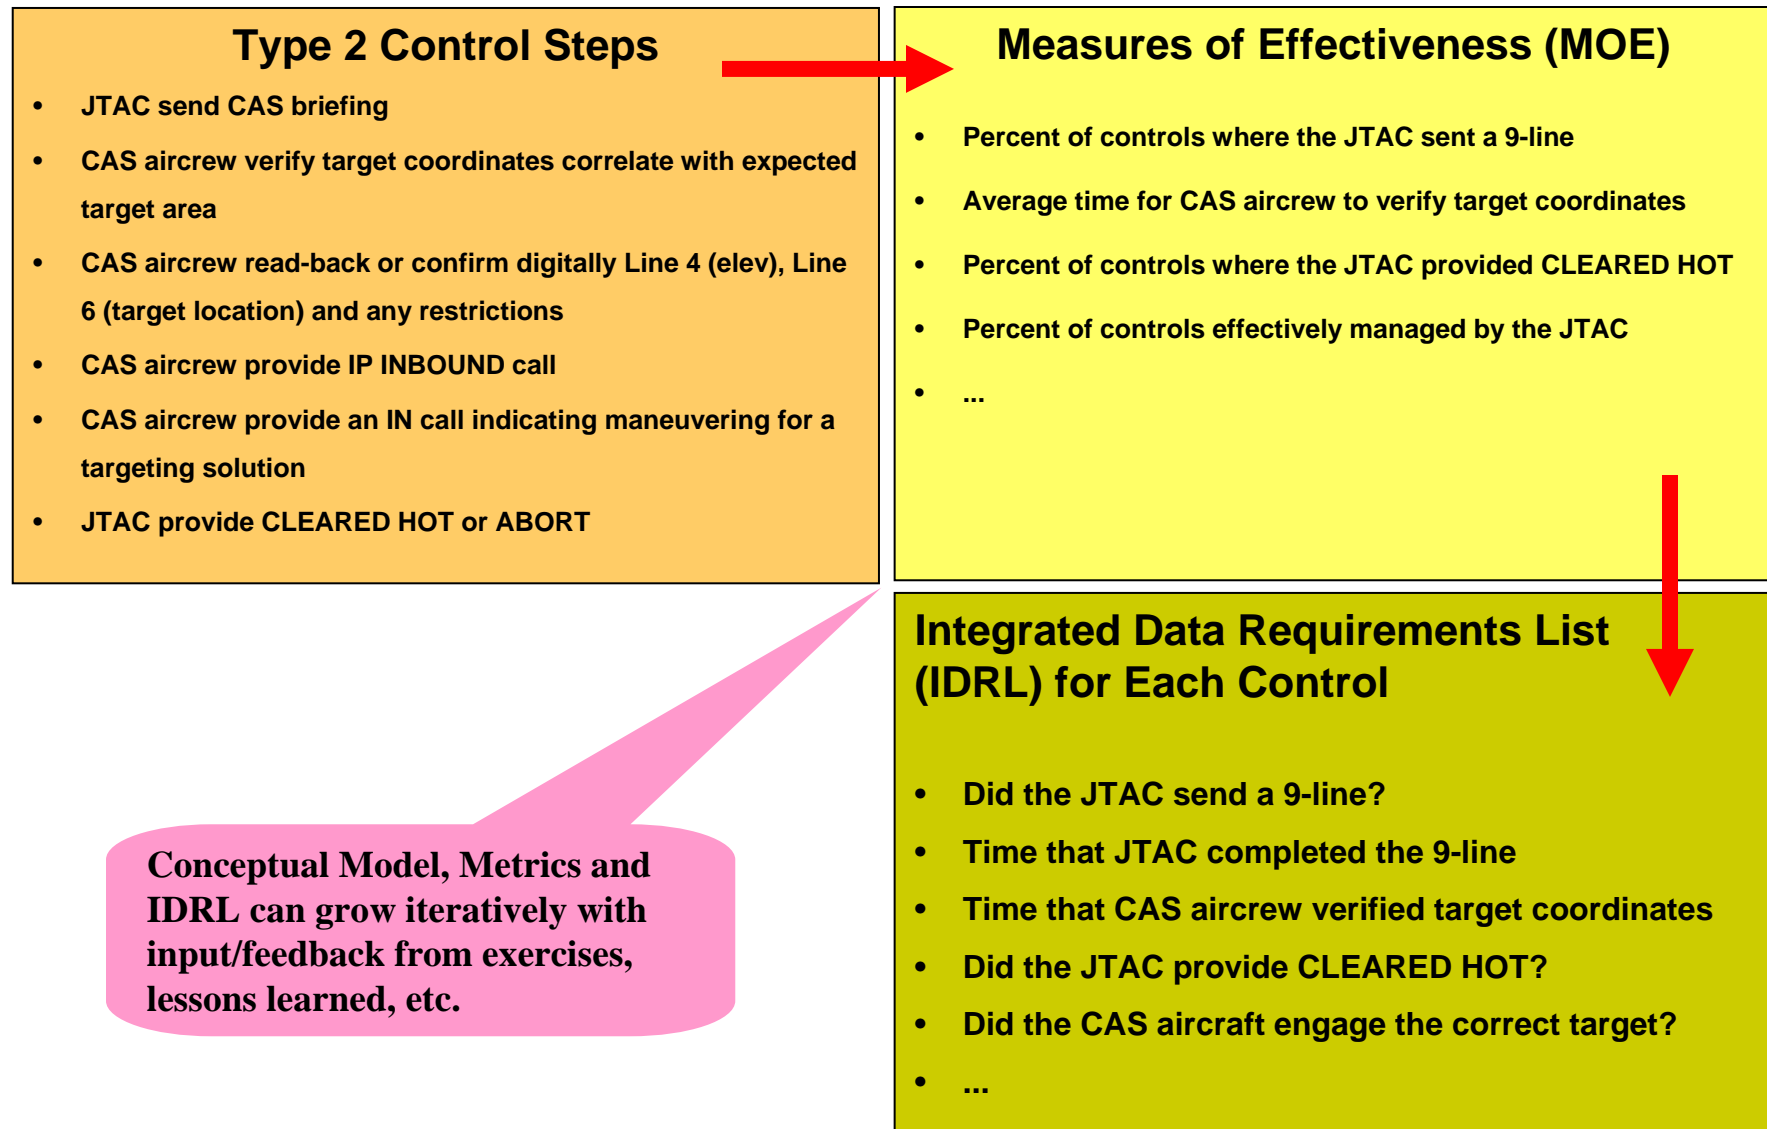 Type 2 Control Steps
• JTAC send CAS briefing
• CAS aircrew verify target coordinates correlate with expected
target area
• CAS aircrew read-back or confirm digitally Line 4 (elev), Line
6 (target location) and any restrictions
• CAS aircrew provide IP INBOUND call
• CAS aircrew provide an IN call indicating maneuvering for a
targeting solution
• JTAC provide CLEARED HOT or ABORT
Measures of Effectiveness (MOE)
• Percent of controls where the JTAC sent a 9-line
• Average time for CAS aircrew to verify target coordinates
• Percent of controls where the JTAC provided CLEARED HOT
• Percent of controls effectively managed by the JTAC
• ...
Integrated Data Requirements List
(IDRL) for Each Control
• Did the JTAC send a 9-line?
• Time that JTAC completed the 9-line
• Time that CAS aircrew verified target coordinates
• Did the JTAC provide CLEARED HOT?
• Did the CAS aircraft engage the correct target?
• ...
Conceptual Model, Metrics and
IDRL can grow iteratively with
input/feedback from exercises,
lessons learned, etc.